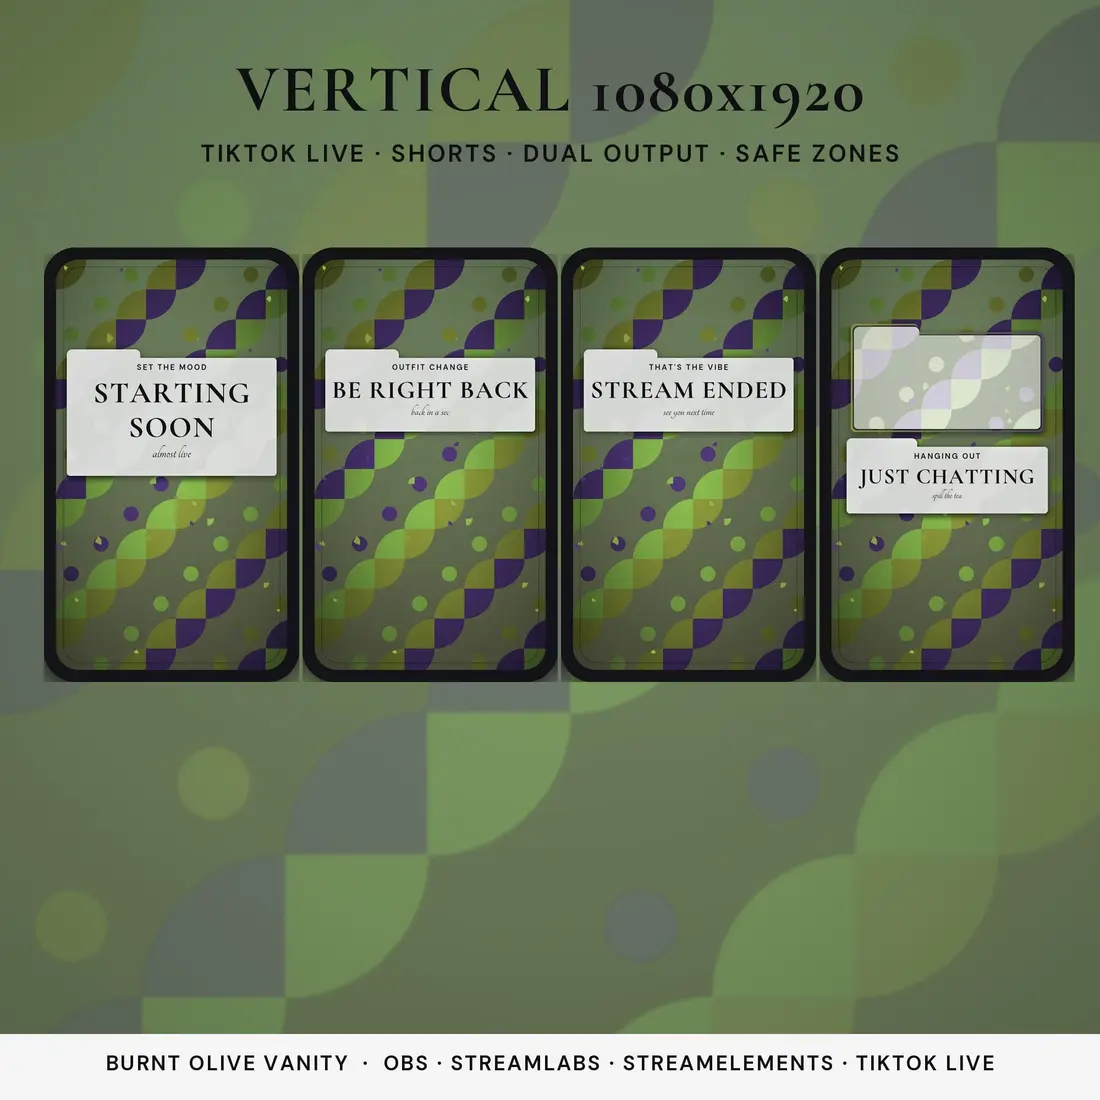 VERTICAL 1080x1920
TIKTOK LIVE · SHORTS · DUAL OUTPUT · SAFE ZONES
SET THE MOOD
STARTING
SOON
almost live
OUTFIT CHANGE
BE RIGHT BACK
back in a sec
THAT'S THE VIBE
STREAM ENDED
see you next time
HANGING OUT
JUST CHATTING
spill the tea
BURNT OLIVE VANITY · OBS · STREAMLABS · STREAMELEMENTS · TIKTOK LIVE